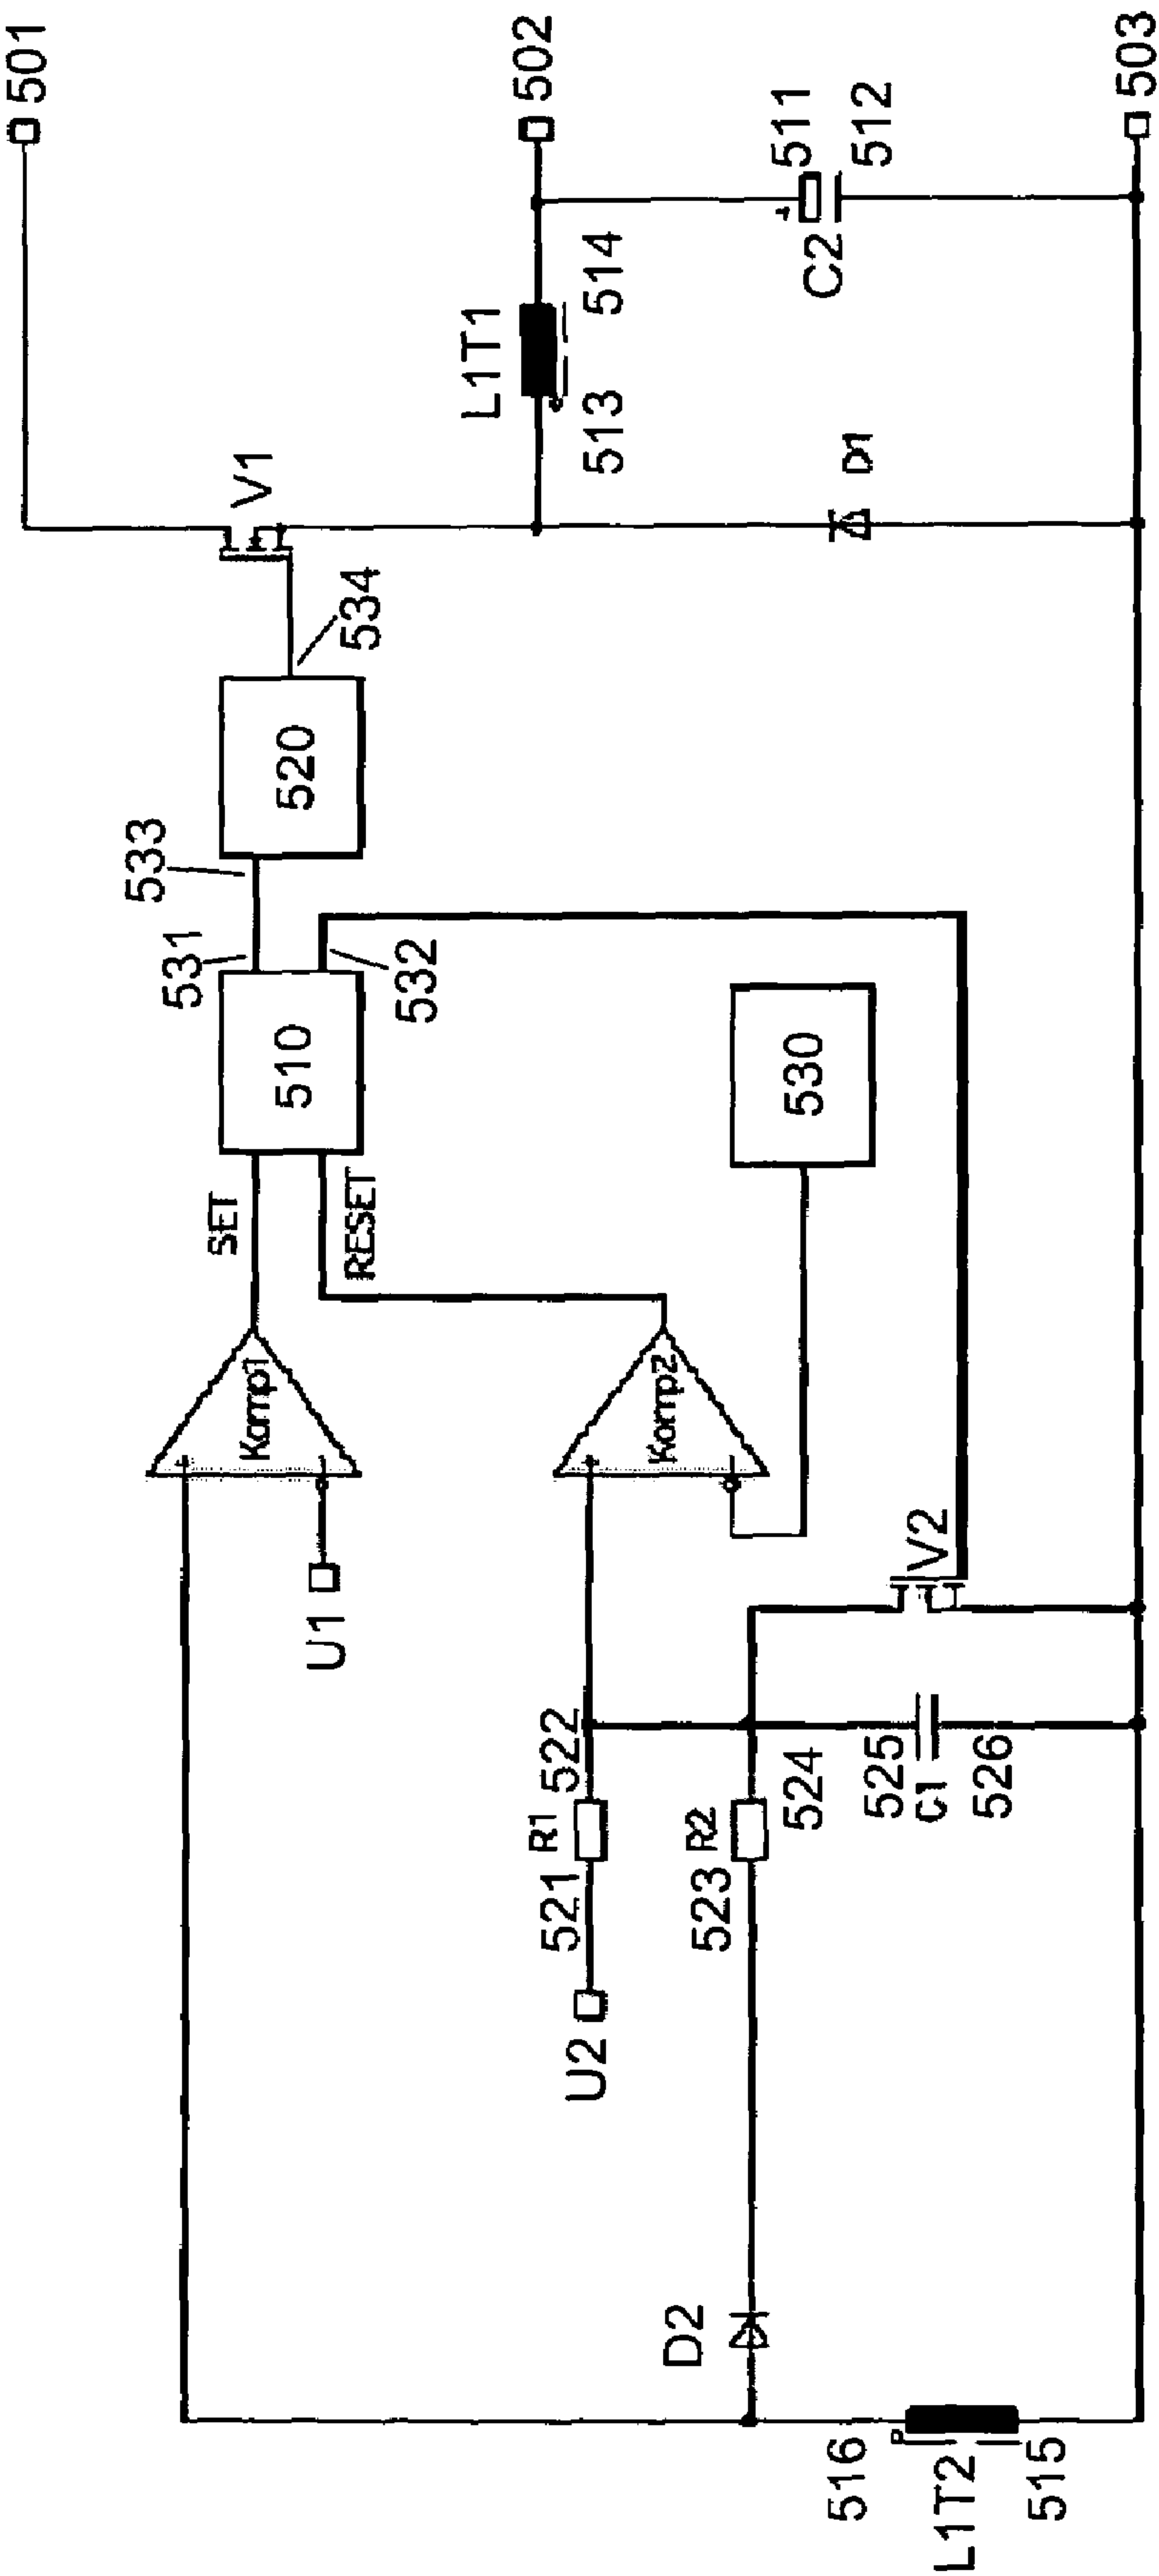 501
V1
534
520
533
531
510
532
SET
RESET
Komp1
U1
502
L1T1
513
514
511
512
C2
D1
503
530
Komp2
V2
522
R1
521
U2
R2
523
524
525
C1
526
D2
516
L1T2
515